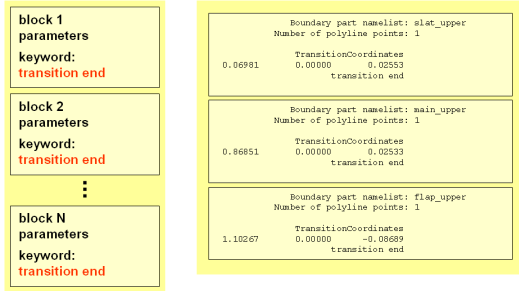 block 1
parameters
keyword:
transition end
block 2
parameters
keyword:
transition end
block N
parameters
keyword:
transition end
Boundary part namelist: slat_upper
Number of polyline points: 1
TransitionCoordinates
0.06981 0.00000 0.02553
transition end
Boundary part namelist: main_upper
Number of polyline points: 1
TransitionCoordinates
0.86851 0.00000 0.02533
transition end
Boundary part namelist: flap_upper
Number of polyline points: 1
TransitionCoordinates
1.10267 0.00000 -0.08689
transition end